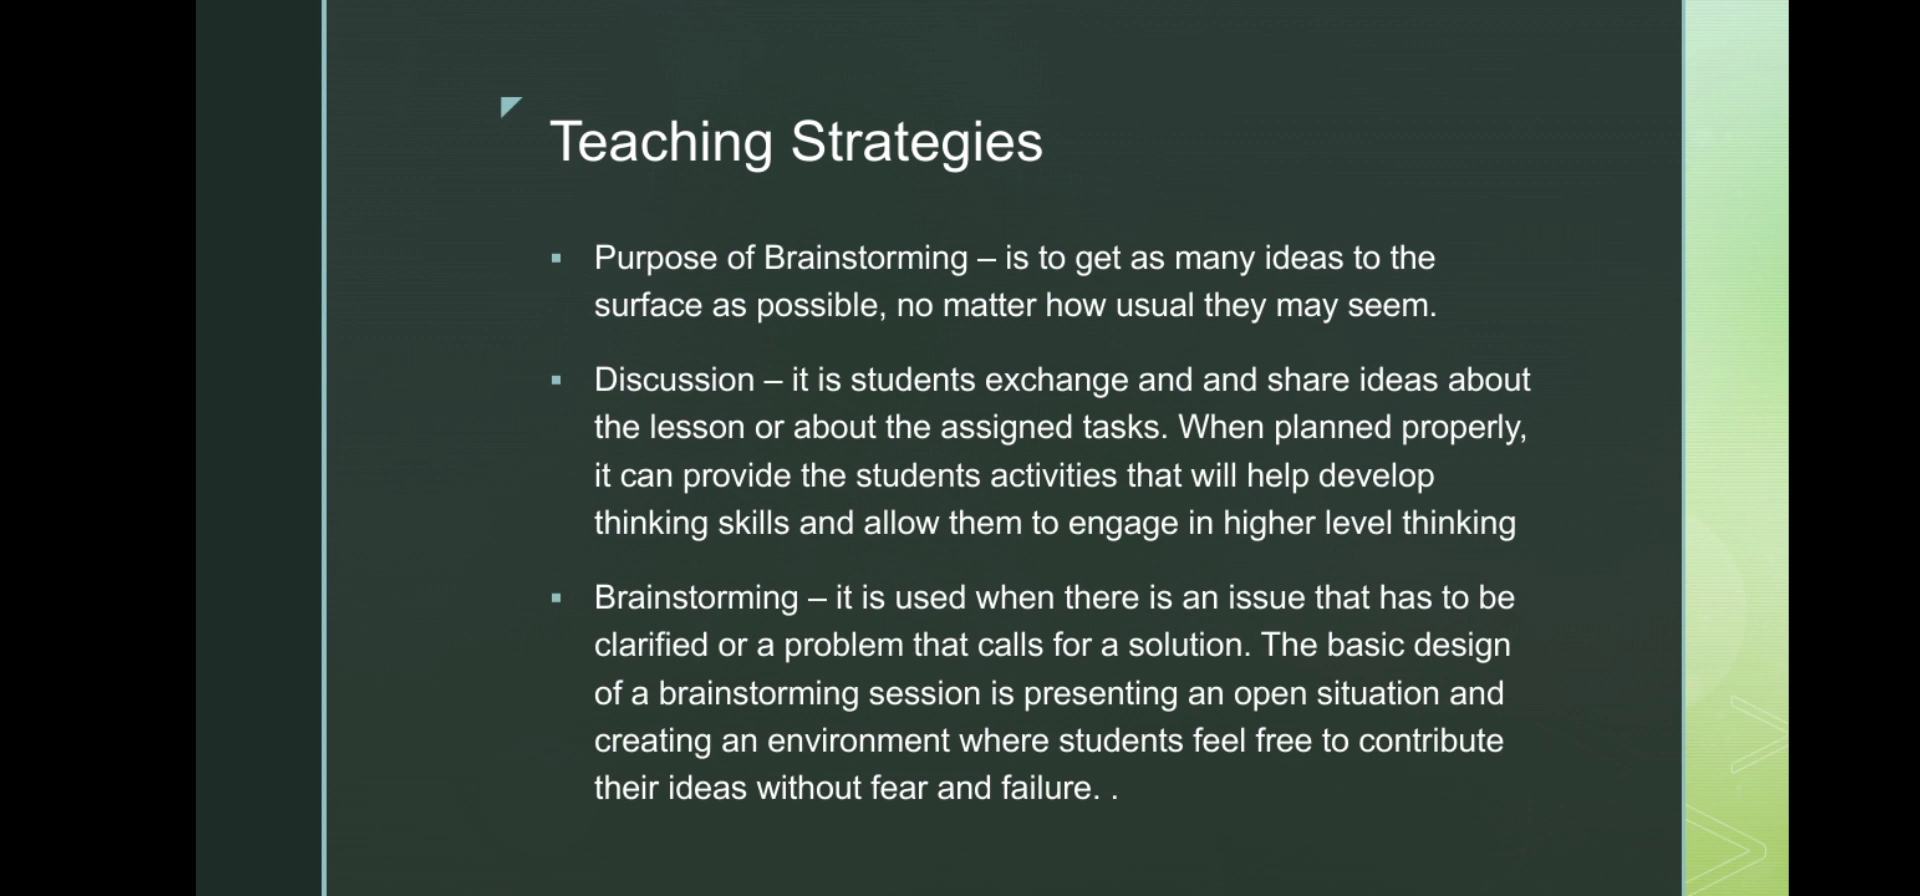 Teaching Strategies
▪ Purpose of Brainstorming – is to get as many ideas to the
surface as possible, no matter how usual they may seem.
▪ Discussion – it is students exchange and and share ideas about
the lesson or about the assigned tasks. When planned properly,
it can provide the students activities that will help develop
thinking skills and allow them to engage in higher level thinking
▪ Brainstorming – it is used when there is an issue that has to be
clarified or a problem that calls for a solution. The basic design
of a brainstorming session is presenting an open situation and
creating an environment where students feel free to contribute
their ideas without fear and failure. .